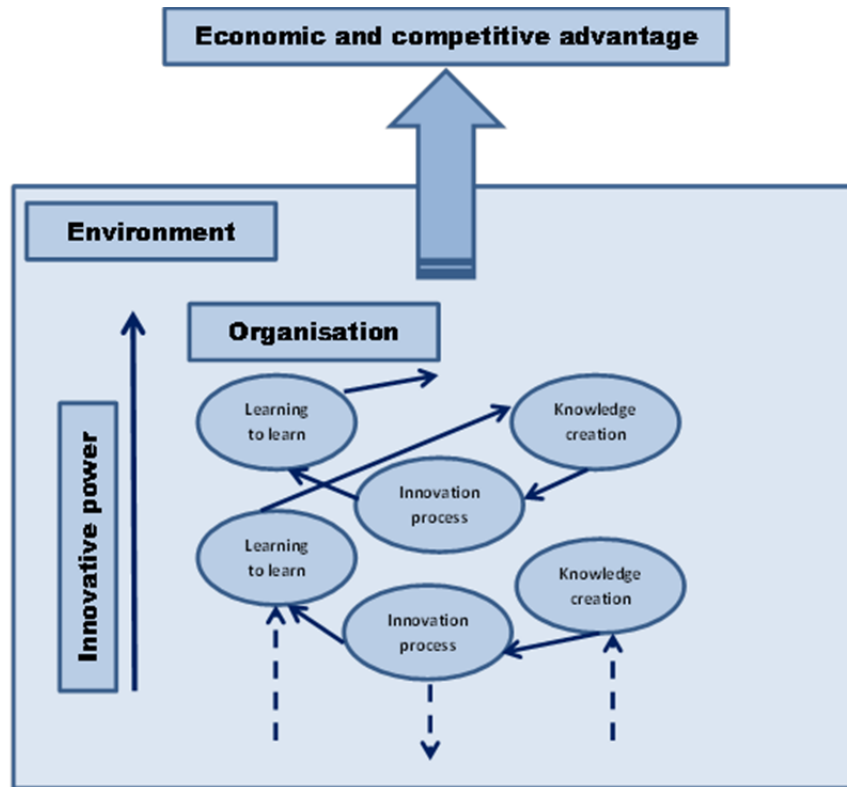 Economic and competitive advantage
Environment
Organisation
Innovative power
Learning
to learn
Knowledge
creation
Innovation
process
Learning
to learn
Knowledge
creation
Innovation
process